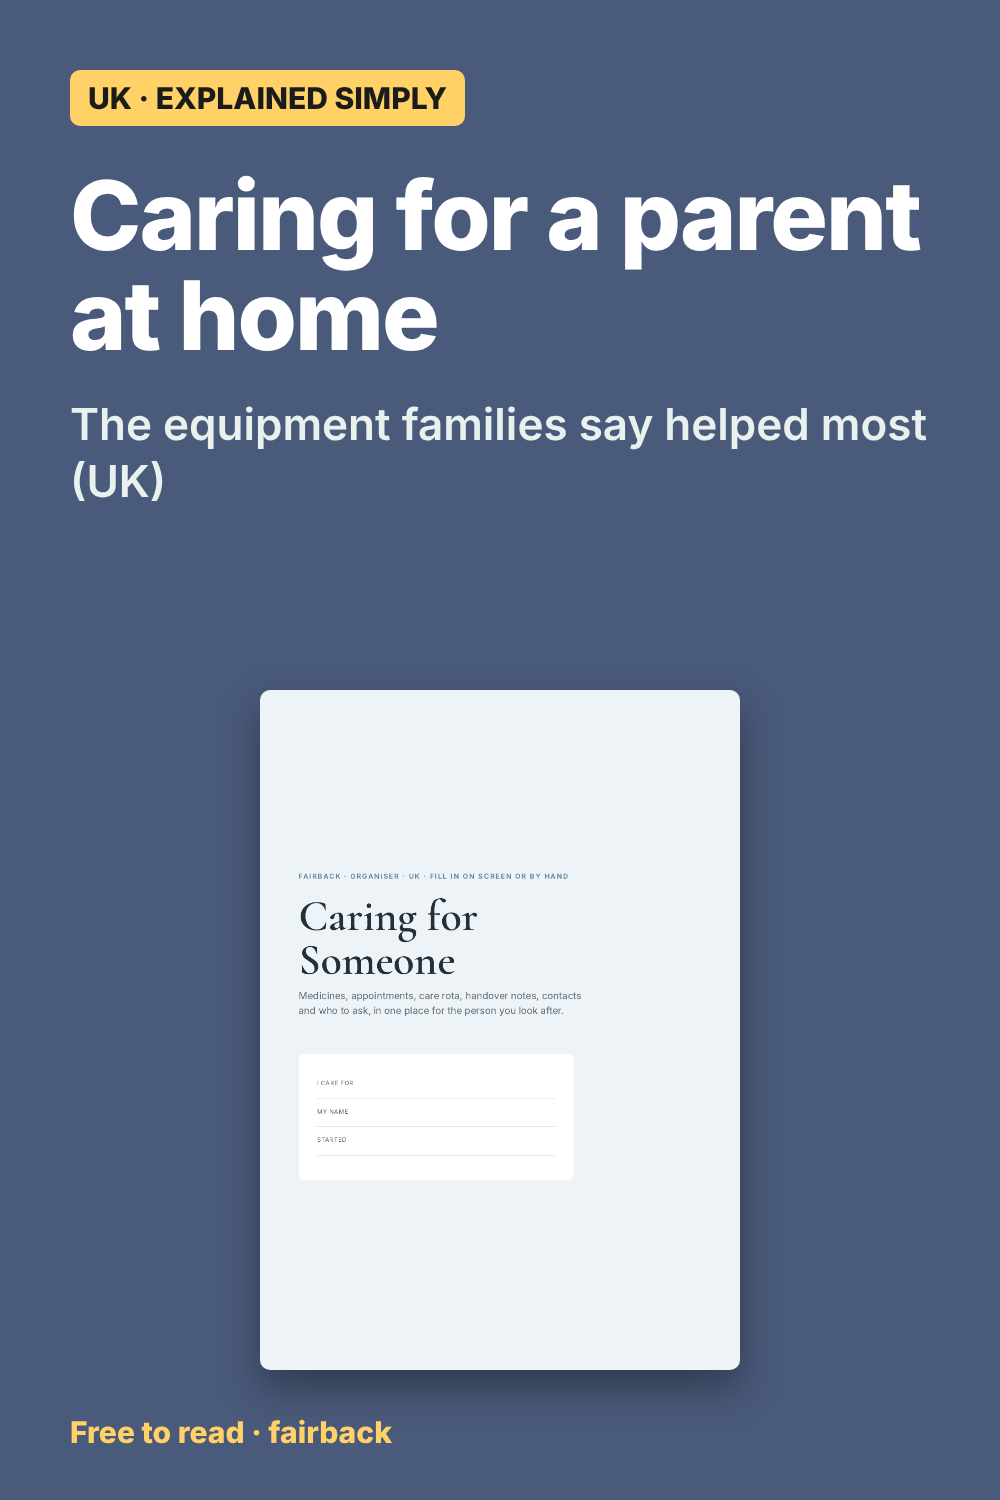 UK · EXPLAINED SIMPLY
Caring for a parent
at home
The equipment families say helped most
(UK)
FAIRBACK · ORGANISER · UK · FILL IN ON SCREEN OR BY HAND
Caring for
Someone
Medicines, appointments, care rota, handover notes, contacts
and who to ask, in one place for the person you look after.
I CARE FOR
MY NAME
STARTED
Free to read · fairback